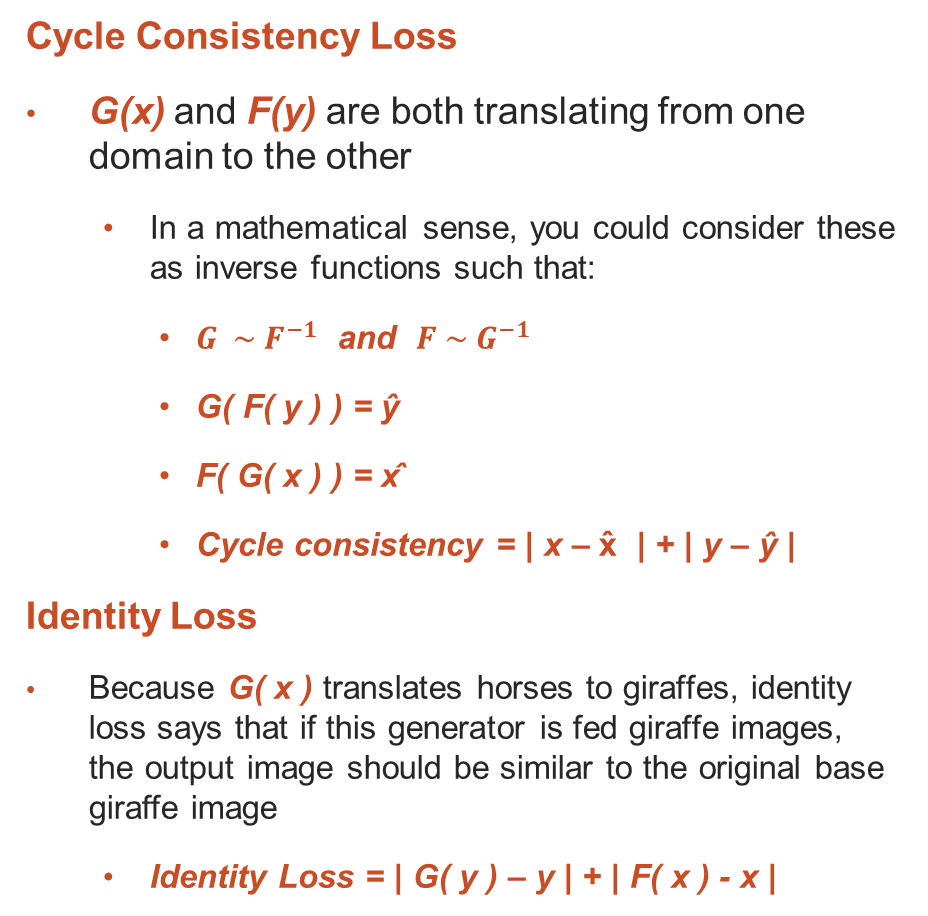 Cycle Consistency Loss
• G(x) and F(y) are both translating from one
domain to the other
• In a mathematical sense, you could consider these
as inverse functions such that:
• G ~ F⁻¹ and F ~ G⁻¹
• G( F( y ) ) = ŷ
• F( G( x ) ) = xˆ
• Cycle consistency = | x – x̂ | + | y – ŷ |
Identity Loss
• Because G( x ) translates horses to giraffes, identity
loss says that if this generator is fed giraffe images,
the output image should be similar to the original base
giraffe image
• Identity Loss = | G( y ) – y | + | F( x ) - x |